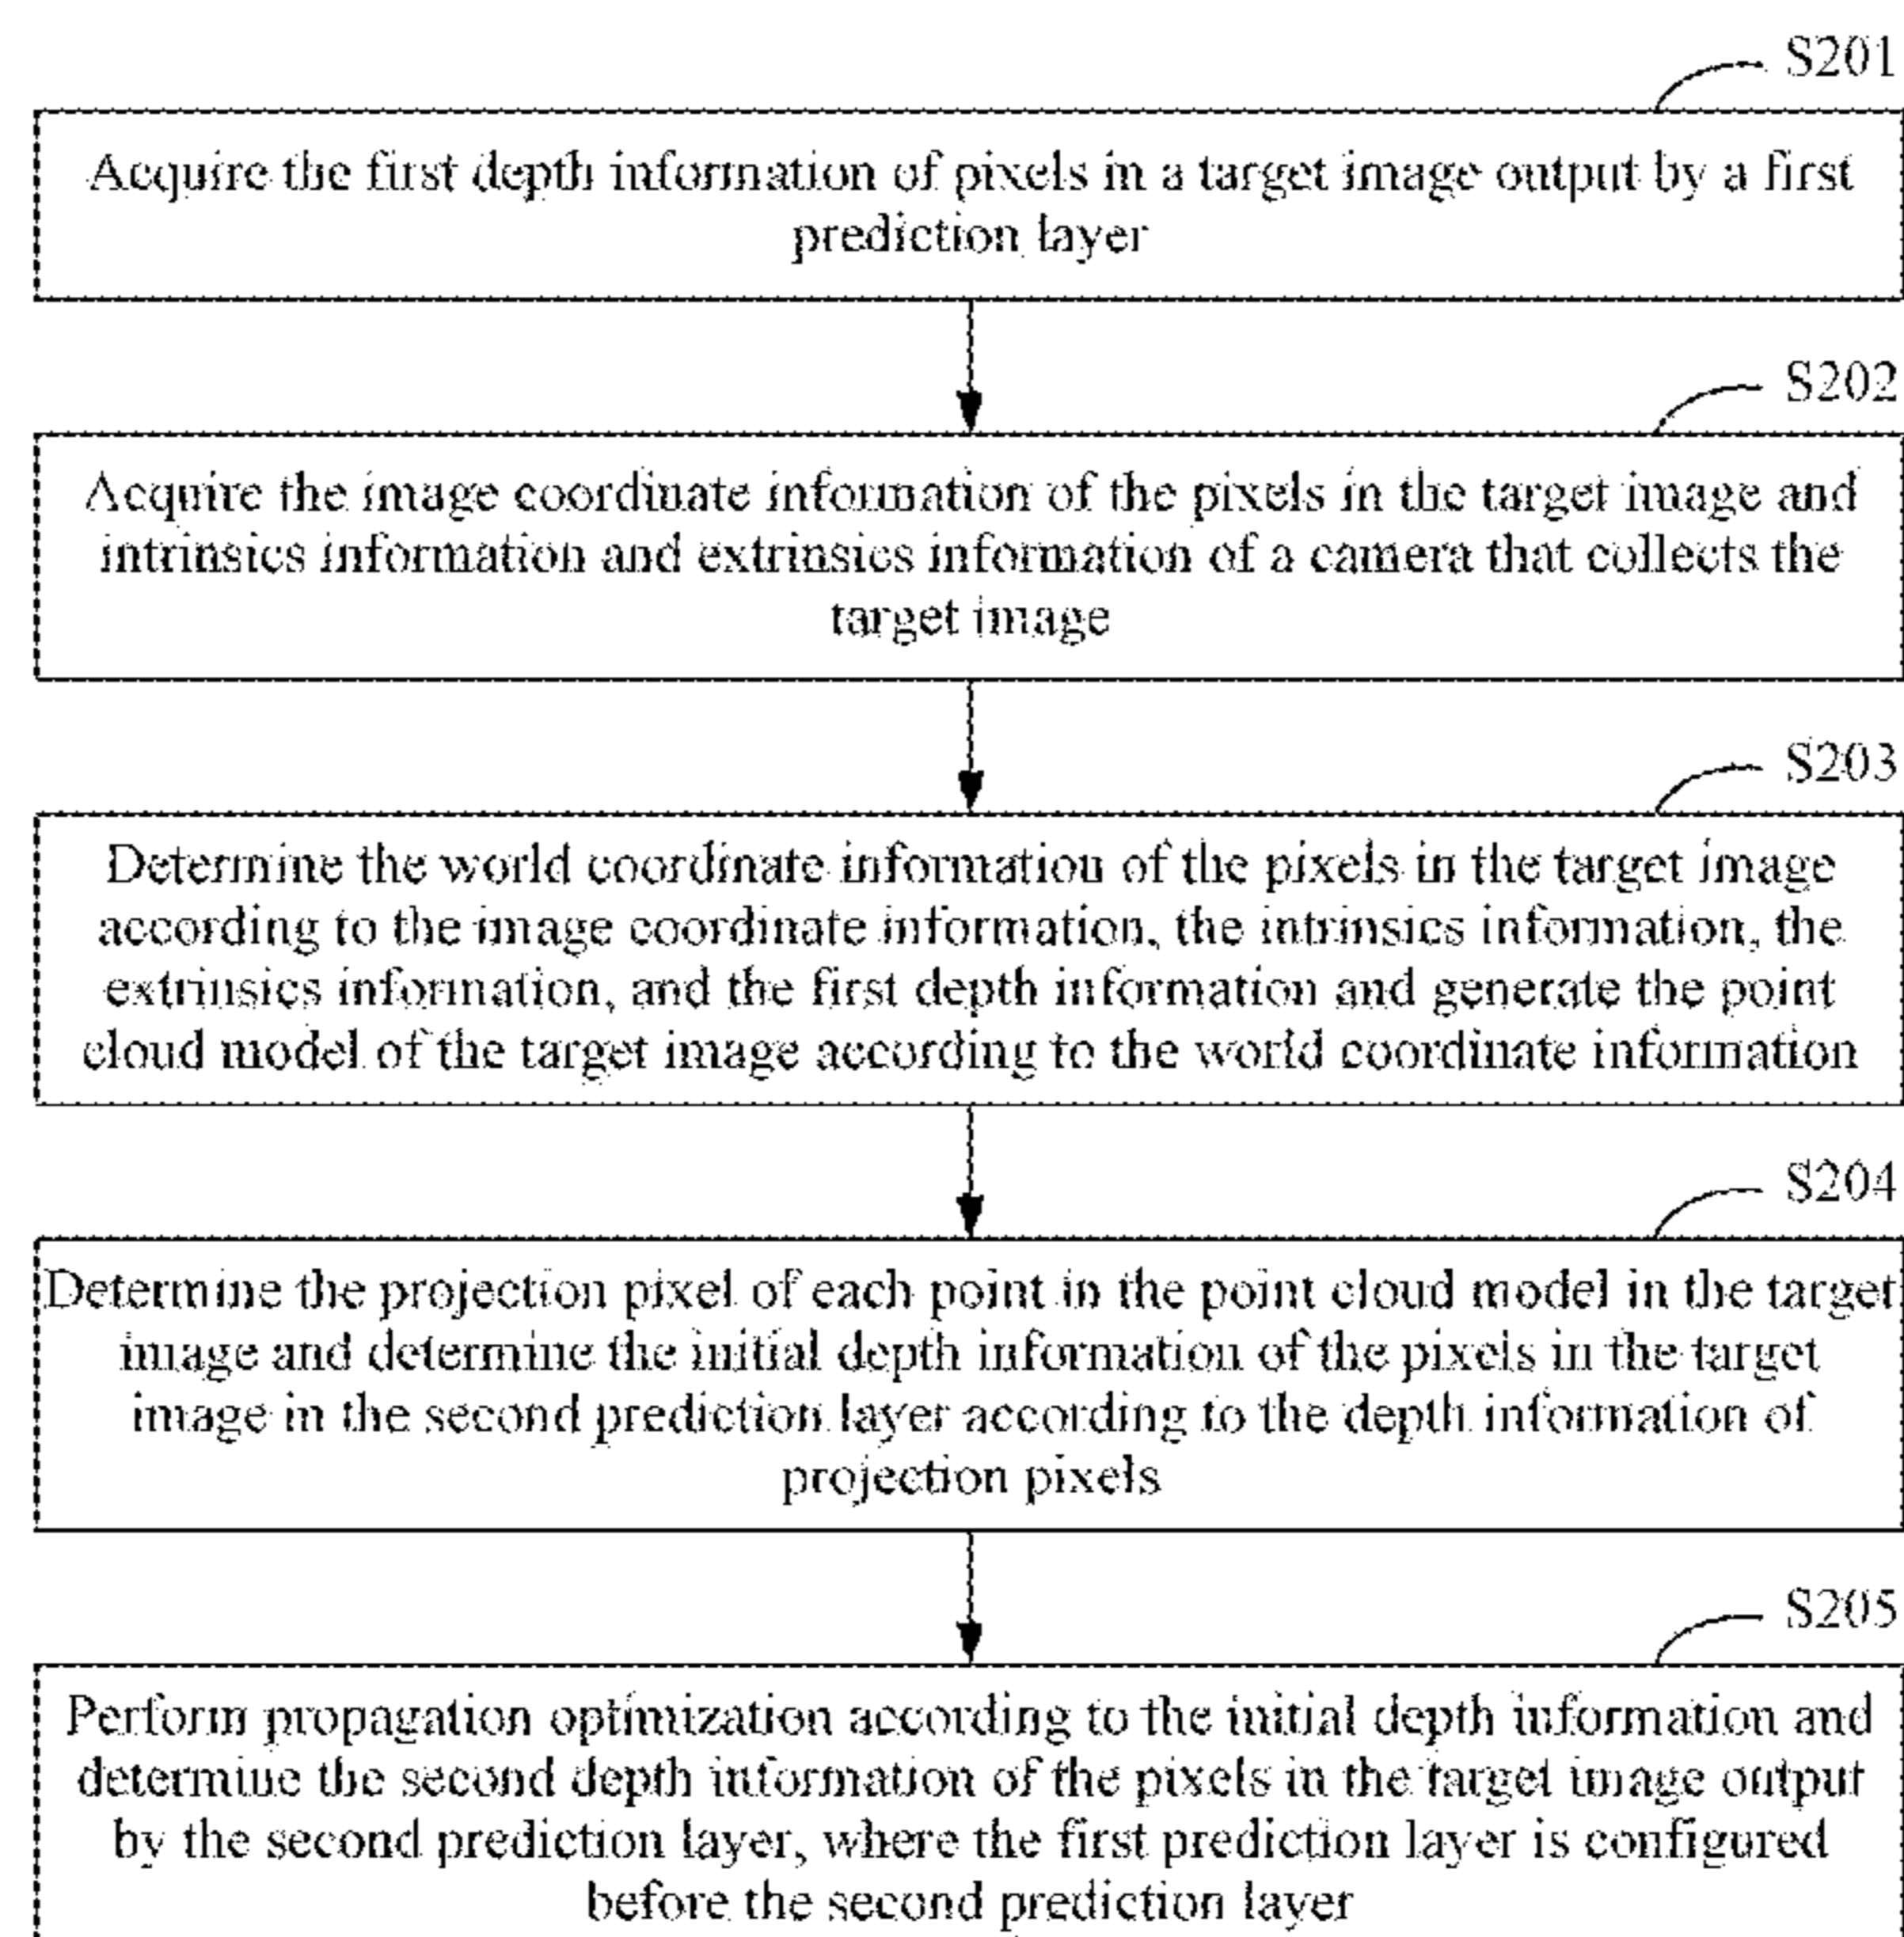 S201
Acquire the first depth information of pixels in a target image output by a first
prediction layer
S202
Acquire the image coordinate information of the pixels in the target image and
intrinsics information and extrinsics information of a camera that collects the
target image
S203
Determine the world coordinate information of the pixels in the target image
according to the image coordinate information, the intrinsics information, the
extrinsics information, and the first depth information and generate the point
cloud model of the target image according to the world coordinate information
S204
Determine the projection pixel of each point in the point cloud model in the target
image and determine the initial depth information of the pixels in the target
image in the second prediction layer according to the depth information of
projection pixels
S205
Perform propagation optimization according to the initial depth information and
determine the second depth information of the pixels in the target image output
by the second prediction layer, where the first prediction layer is configured
before the second prediction layer